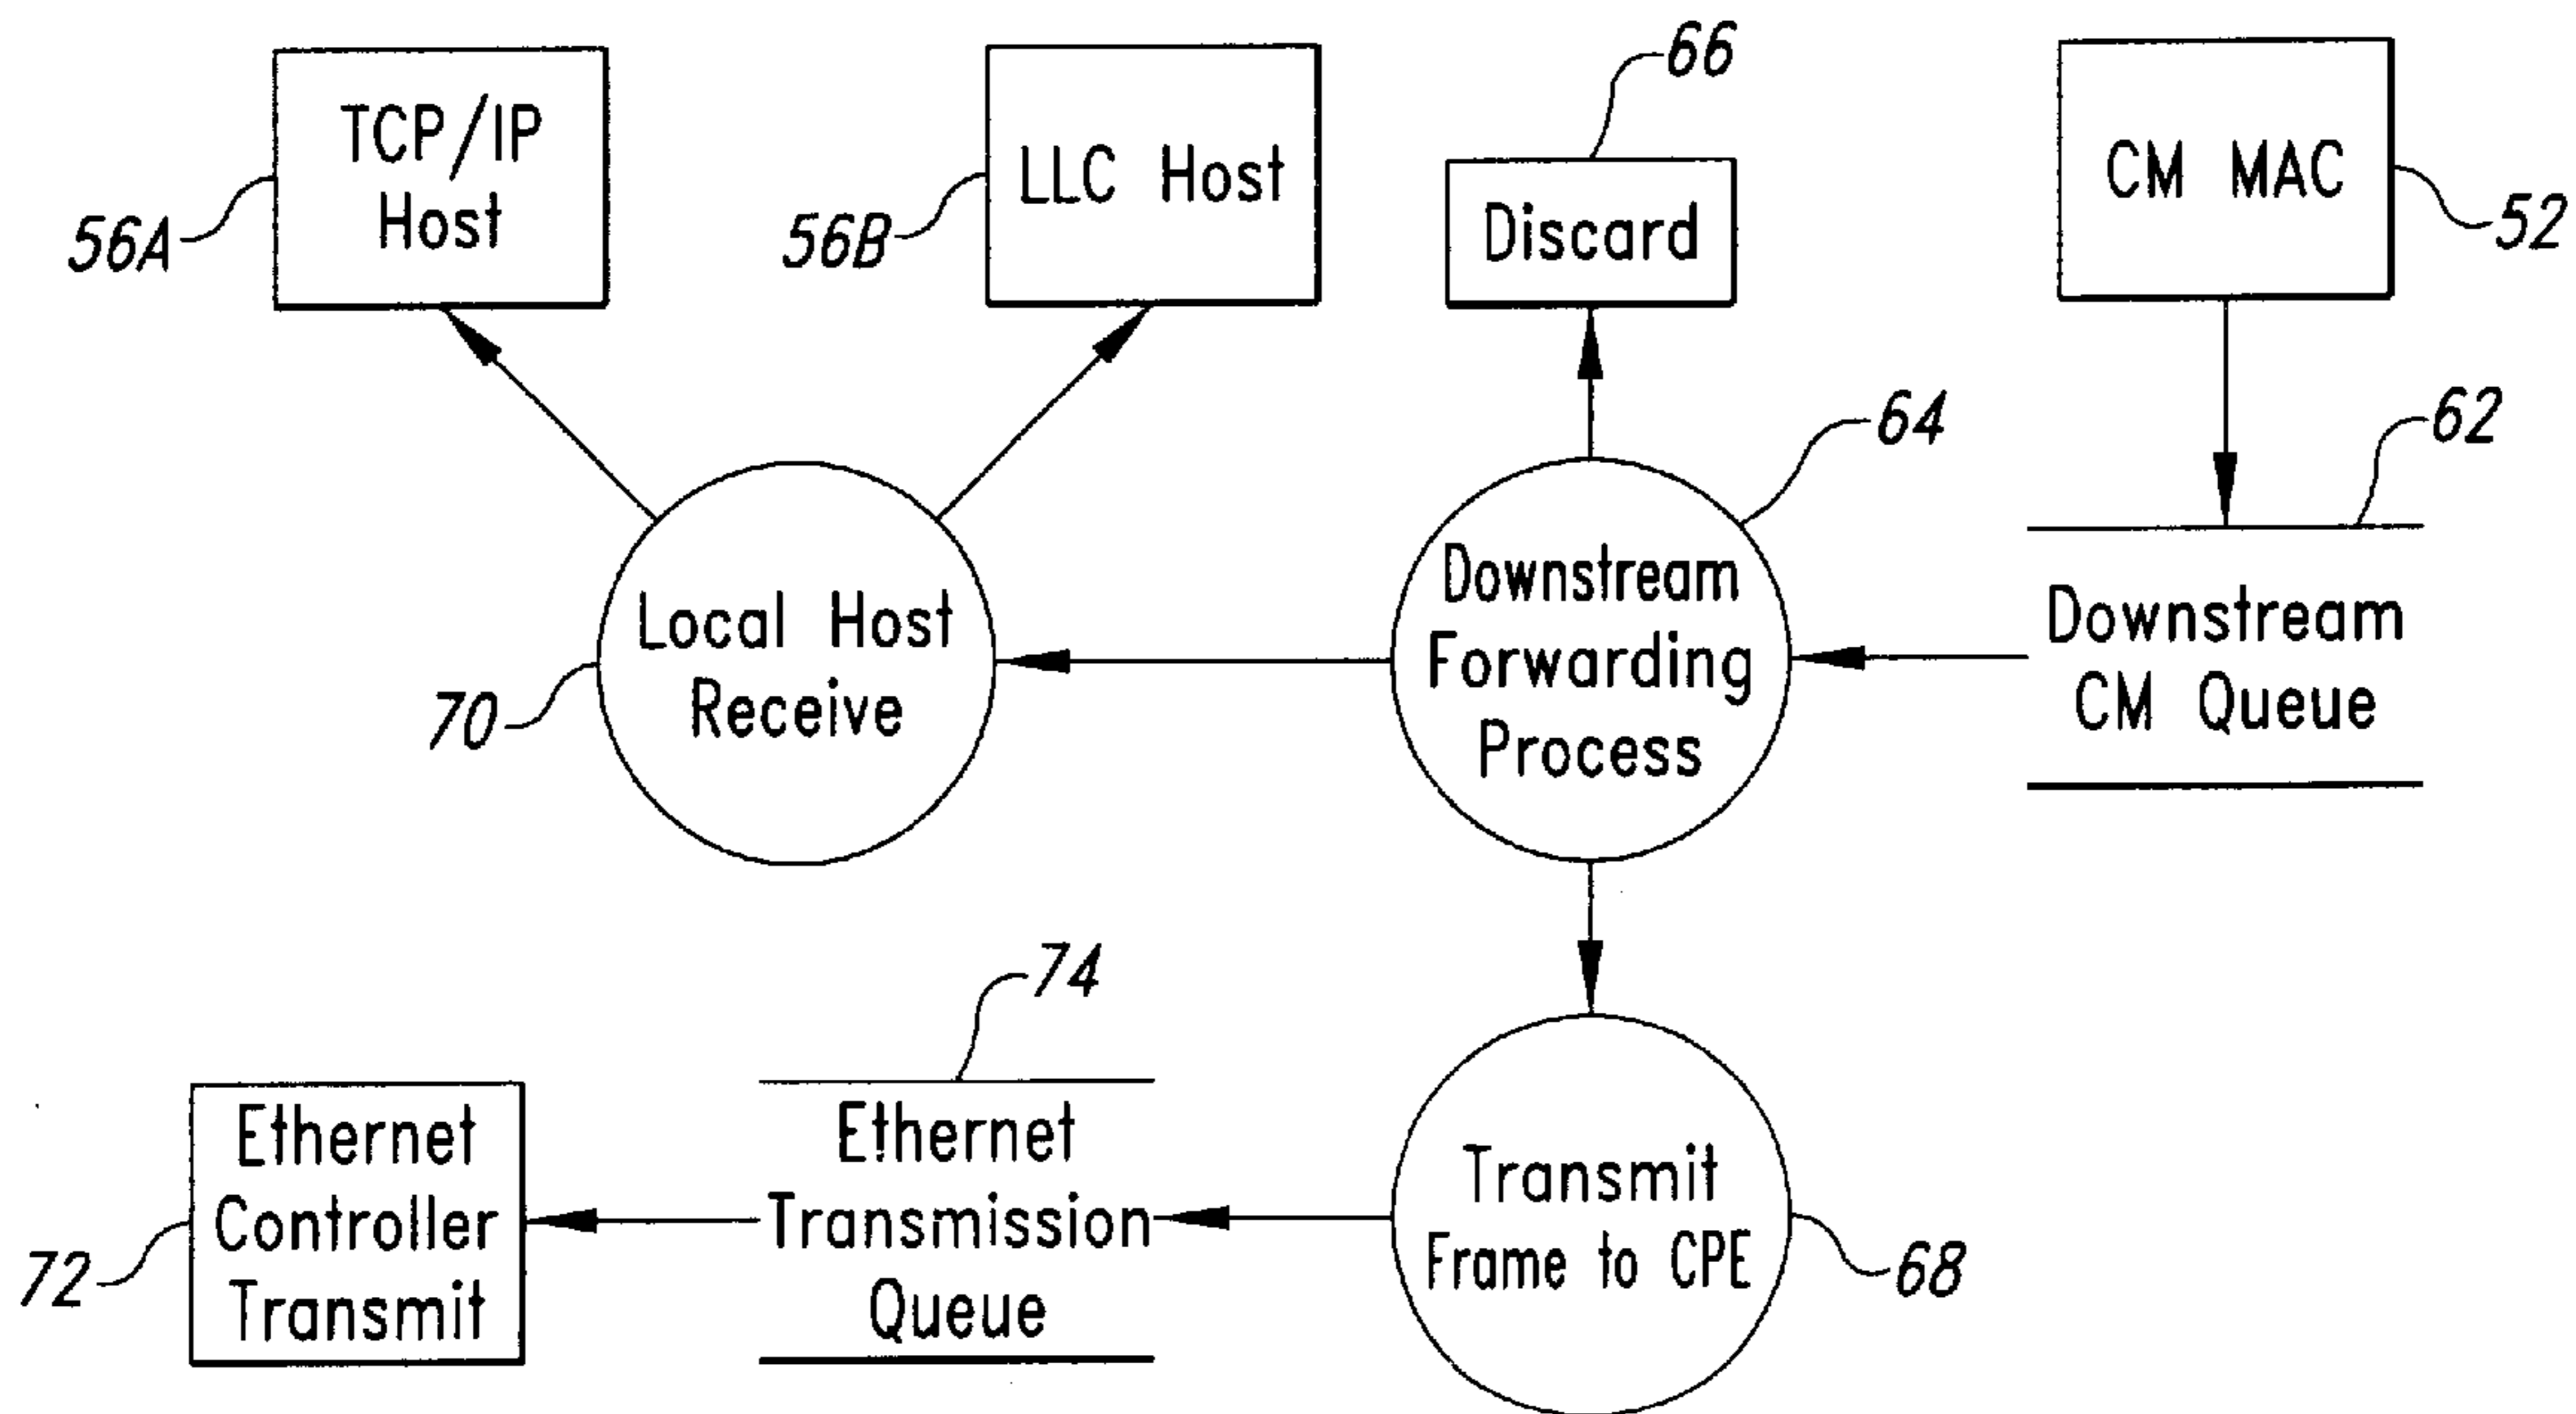 66
TCP/IP
Host
56A
LLC Host
56B
Discard
CM MAC
52
64
62
Local Host
Receive
70
Downstream
Forwarding
Process
Downstream
CM Queue
74
Ethernet
Controller
Transmit
72
Ethernet
Transmission
Queue
Transmit
Frame to CPE
68